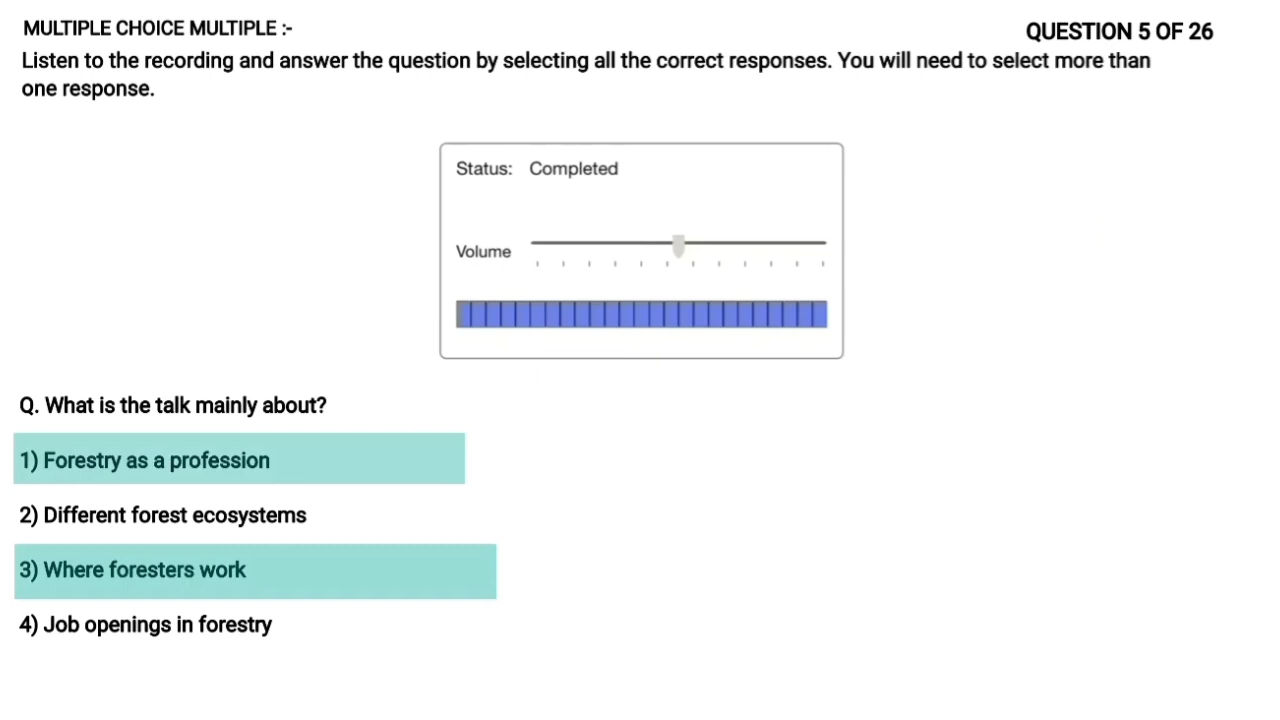 MULTIPLE CHOICE MULTIPLE :-
QUESTION 5 OF 26
Listen to the recording and answer the question by selecting all the correct responses. You will need to select more than
one response.
Status: Completed
Volume
Q. What is the talk mainly about?
1) Forestry as a profession
2) Different forest ecosystems
3) Where foresters work
4) Job openings in forestry